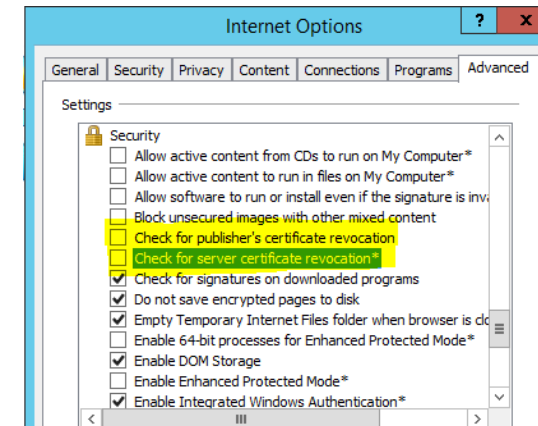 Internet Options
?
x
General Security Privacy Content Connections Programs Advanced
Settings
Security
Allow active content from CDs to run on My Computer*
Allow active content to run in files on My Computer*
Allow software to run or install even if the signature is inva
Block unsecured images with other mixed content
Check for publisher's certificate revocation
Check for server certificate revocation*
Check for signatures on downloaded programs
Do not save encrypted pages to disk
Empty Temporary Internet Files folder when browser is clo
Enable 64-bit processes for Enhanced Protected Mode*
Enable DOM Storage
Enable Enhanced Protected Mode*
Enable Integrated Windows Authentication*